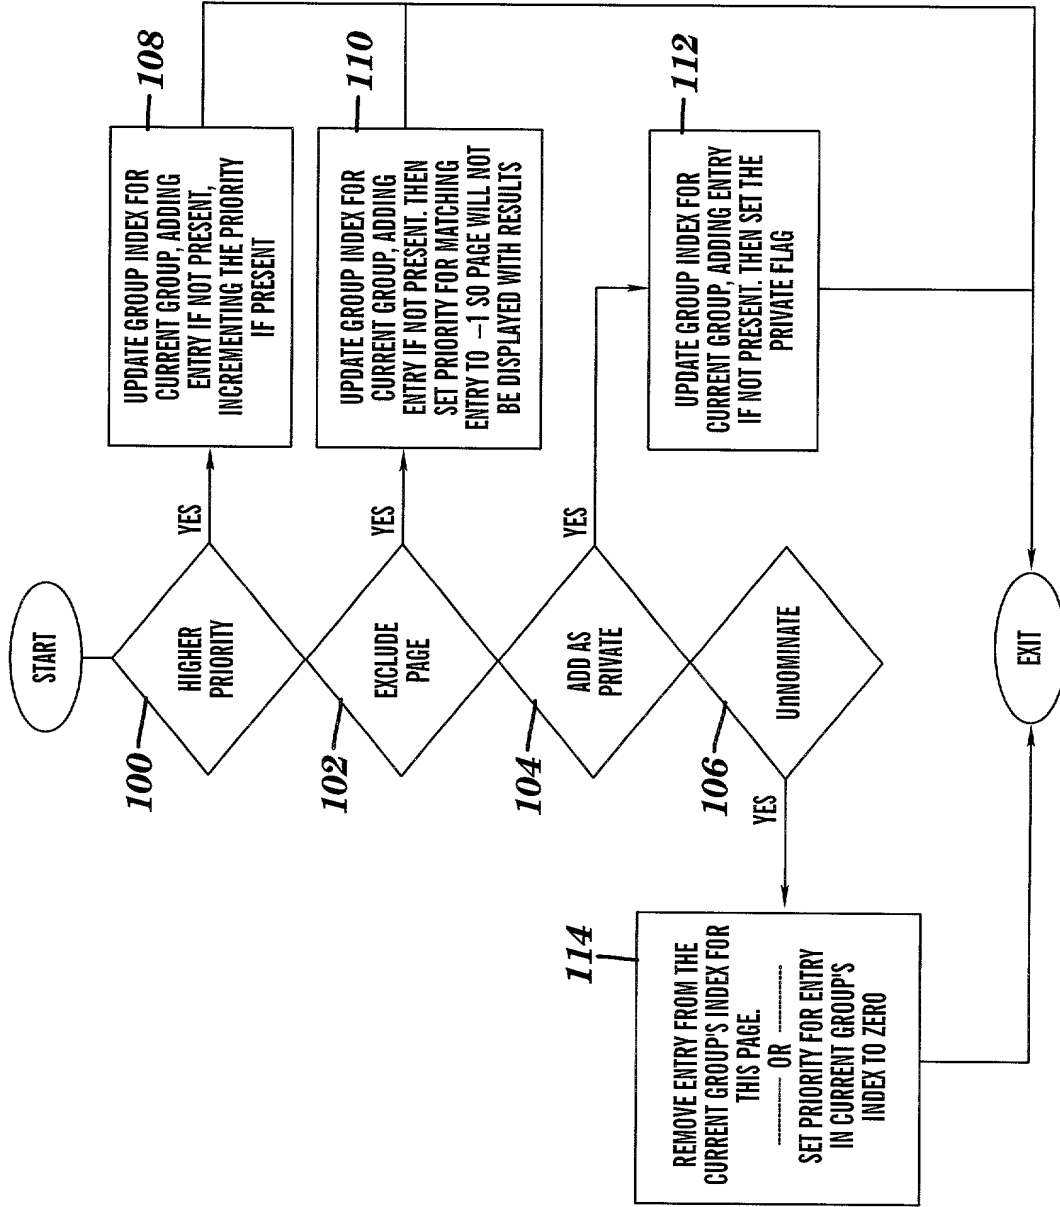 START
100
HIGHER
PRIORITY
YES
108
UPDATE GROUP INDEX FOR
CURRENT GROUP, ADDING
ENTRY IF NOT PRESENT,
INCREMENTING THE PRIORITY
IF PRESENT
102
EXCLUDE
PAGE
YES
110
UPDATE GROUP INDEX FOR
CURRENT GROUP, ADDING
ENTRY IF NOT PRESENT. THEN
SET PRIORITY FOR MATCHING
ENTRY TO -1 SO PAGE WILL NOT
BE DISPLAYED WITH RESULTS
104
ADD AS
PRIVATE
YES
112
UPDATE GROUP INDEX FOR
CURRENT GROUP, ADDING ENTRY
IF NOT PRESENT. THEN SET THE
PRIVATE FLAG
106
UnNOMINATE
YES
114
REMOVE ENTRY FROM THE
CURRENT GROUP'S INDEX FOR
THIS PAGE.
OR
SET PRIORITY FOR ENTRY
IN CURRENT GROUP'S
INDEX TO ZERO
EXIT